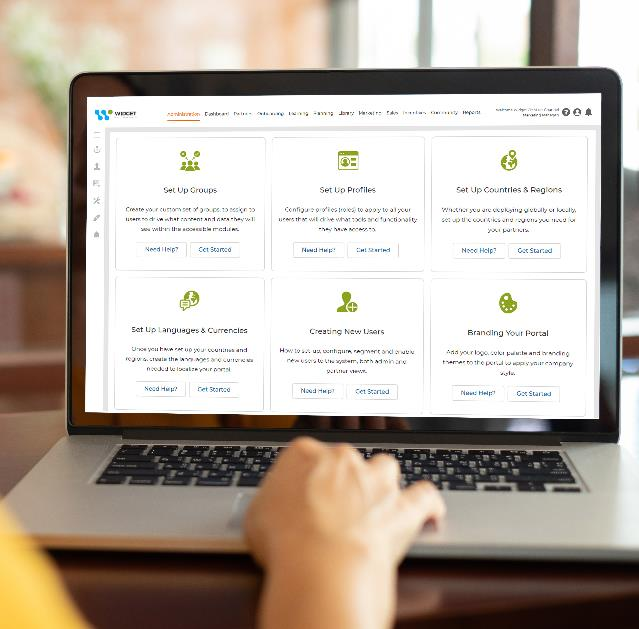 WIDGET
Administration Dashboard Partners Onboarding Learning Planning Library Marketing Sales Incentives Community Reports
Marketing Manager
Set Up Groups
Create your custom set of groups, to assign to
users to drive what content and data they will
see within the accessible modules.
Need Help? Get Started
Set Up Profiles
Configure profiles (roles) to apply to all your
users that will drive what tools and functionality
they have access to.
Need Help? Get Started
Set Up Countries & Regions
Whether you are deploying globally or locally,
set up the countries and regions you need for
your partners.
Need Help? Get Started
Set Up Languages & Currencies
Once you have set up your countries and
regions, create the languages and currencies
needed to localize your portal.
Need Help? Get Started
Creating New Users
How to set-up, configure, segment and enable
new users to the system, both admin and
partner views.
Need Help? Get Started
Branding Your Portal
Add your logo, color palette and branding
themes to the portal to apply your company
style.
Need Help? Get Started